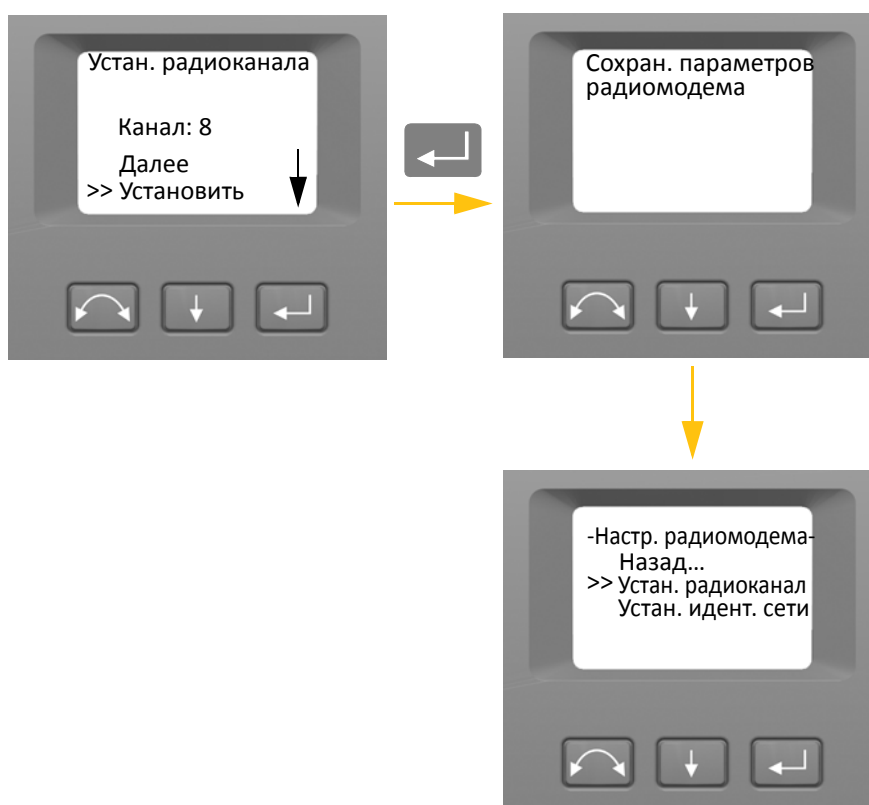 Устан. радиоканала
Канал: 8
Далее
>> Установить
Сохран. параметров
радиомодема
-Настр. радиомодема-
Назад...
>> Устан. радиоканал
Устан. идент. сети